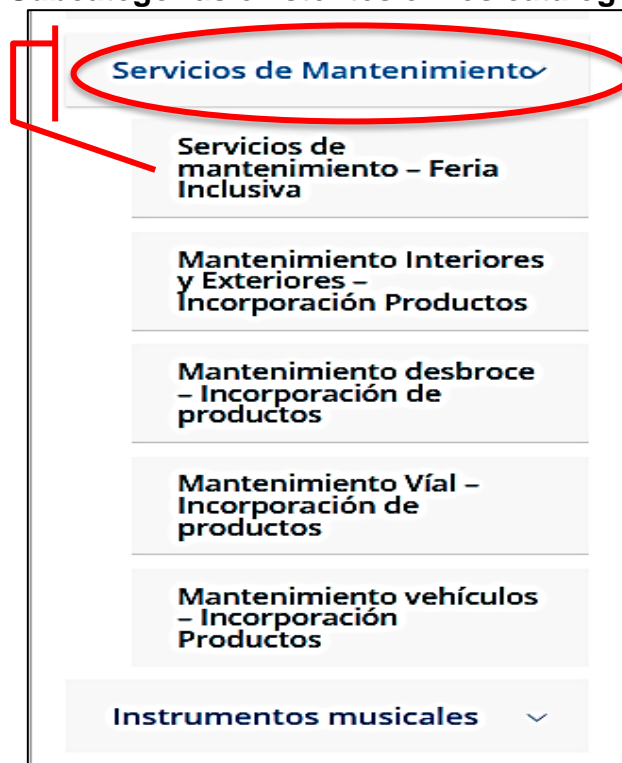 Servicios de Mantenimiento
Servicios de
mantenimiento – Feria
Inclusiva
Mantenimiento Interiores
y Exteriores –
Incorporación Productos
Mantenimiento desbroce
– Incorporación de
productos
Mantenimiento Víal –
Incorporación de
productos
Mantenimiento vehículos
– Incorporación
Productos
Instrumentos musicales